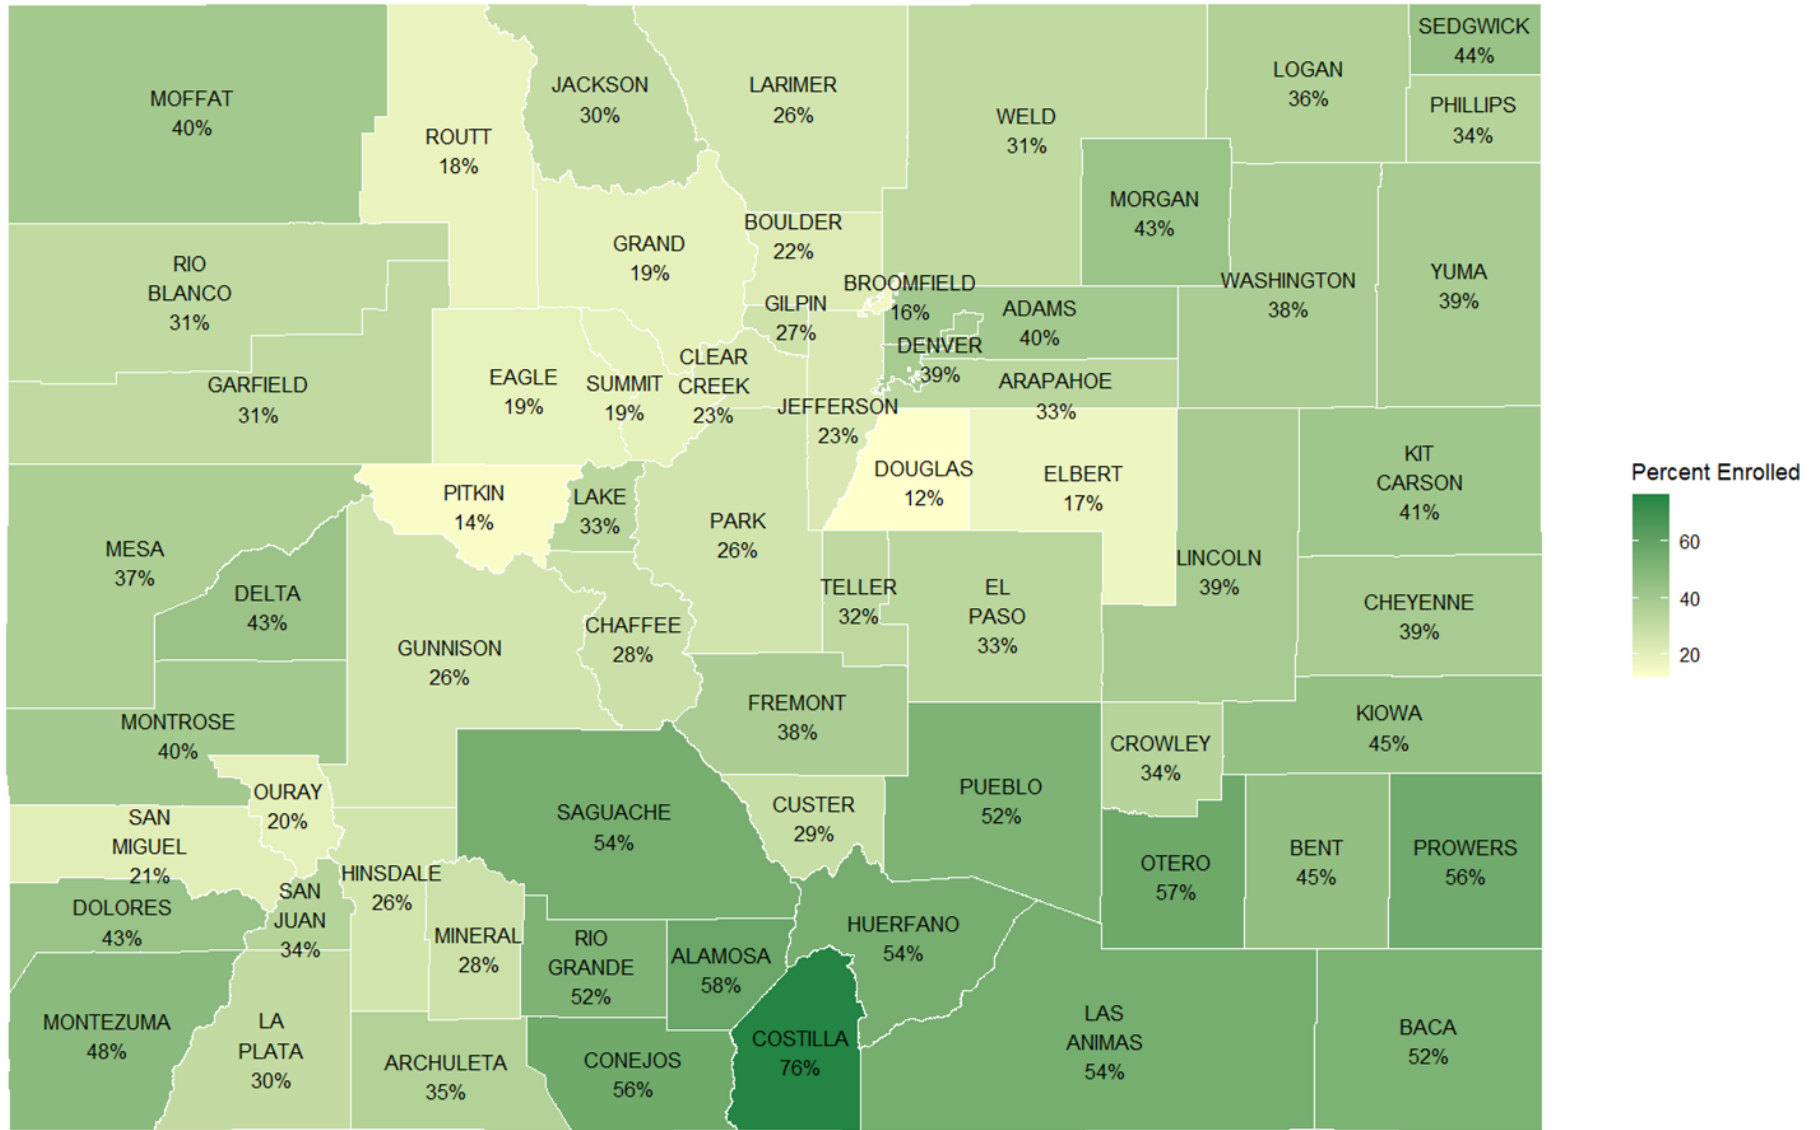 SEDGWICK
44%
LOGAN
36%
JACKSON
30%
LARIMER
26%
MOFFAT
40%
PHILLIPS
34%
WELD
31%
ROUTT
18%
MORGAN
43%
BOULDER
22%
GRAND
19%
RIO
BLANCO
31%
YUMA
39%
WASHINGTON
38%
BROOMFIELD
16%
GILPIN
27%
ADAMS
40%
DENVER
39%
CLEAR
CREEK
23%
EAGLE
19%
SUMMIT
19%
GARFIELD
31%
ARAPAHOE
33%
JEFFERSON
23%
KIT
CARSON
41%
DOUGLAS
12%
ELBERT
17%
PITKIN
14%
LAKE
33%
PARK
26%
MESA
37%
LINCOLN
39%
DELTA
43%
TELLER
32%
EL
PASO
33%
CHEYENNE
39%
CHAFFEE
28%
GUNNISON
26%
FREMONT
38%
KIOWA
45%
MONTROSE
40%
CROWLEY
34%
OURAY
20%
PUEBLO
52%
CUSTER
29%
SAGUACHE
54%
SAN
MIGUEL
21%
OTERO
57%
BENT
45%
PROWERS
56%
HINSDALE
26%
SAN
JUAN
34%
DOLORES
43%
HUERFANO
54%
MINERAL
28%
RIO
GRANDE
52%
ALAMOSA
58%
MONTEZUMA
48%
LA
PLATA
30%
ARCHULETA
35%
CONEJOS
56%
COSTILLA
76%
LAS
ANIMAS
54%
BACA
52%
Percent Enrolled
60
40
20